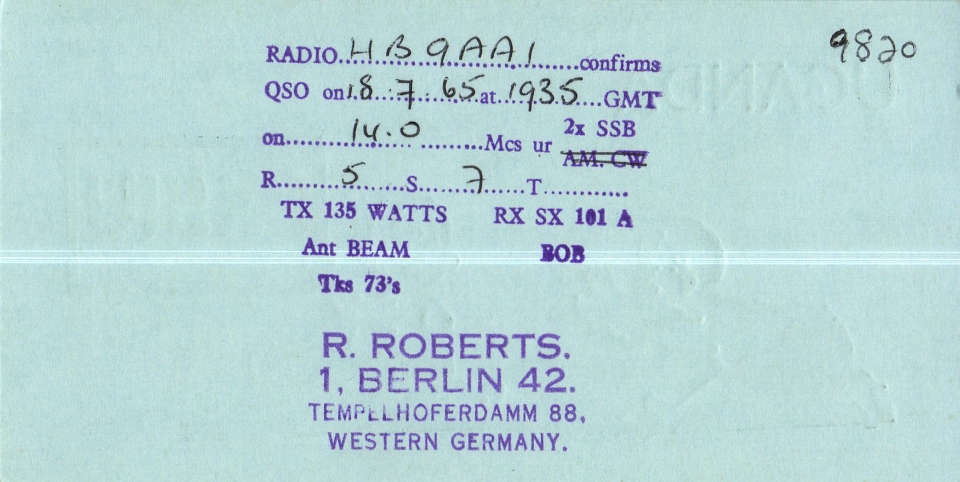 9820
RADIO..HB9AA1......confirms
QSO on 18.7.65 at 1935...GMT
on........14.0.............Mcs ur 2x SSB
AM. CW
R.........5......S......7......T............
TX 135 WATTS RX SX 101 A
Ant BEAM BOB
Tks 73's
R. ROBERTS.
1, BERLIN 42.
TEMPELHOFERDAMM 88,
WESTERN GERMANY.